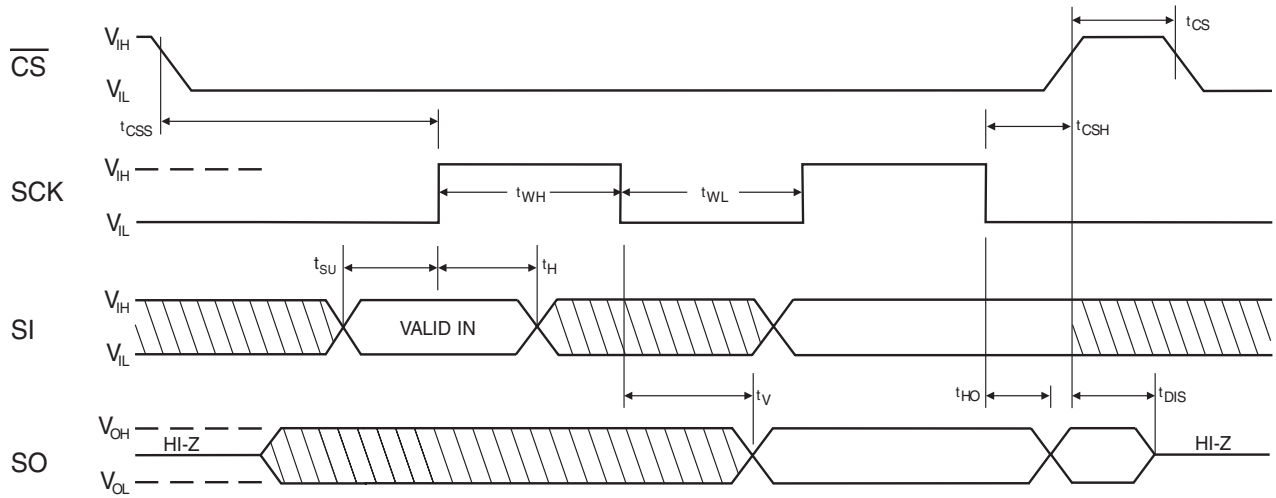 t_CS
V_IH
CS
V_IL
t_CSS
t_CSH
V_IH
SCK
t_WH
t_WL
V_IL
t_SU
t_H
V_IH
SI
VALID IN
V_IL
t_V
t_HO
t_DIS
V_OH
HI-Z
HI-Z
SO
V_OL